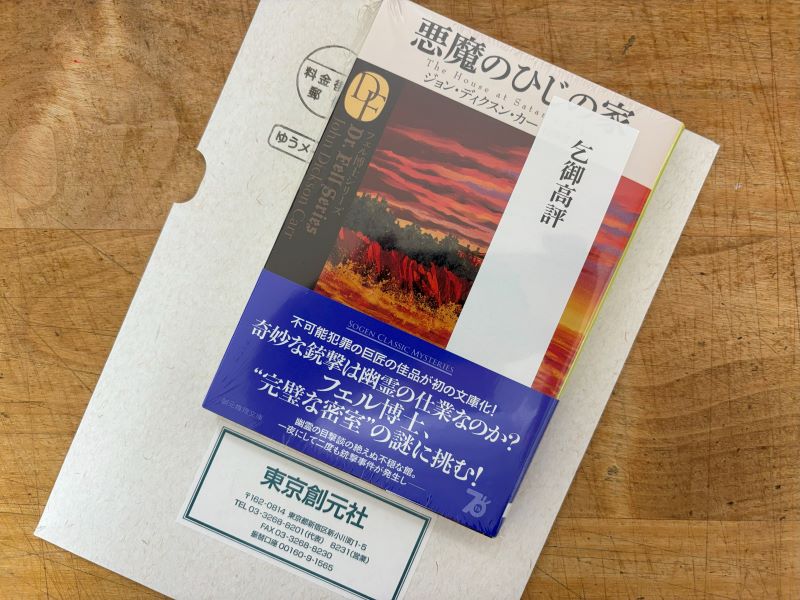 悪魔のひじの家
The House at Satan
ジョン・ディクスン・カー
DF
フェル博士シリーズ
Dr. Fell Series
John Dickson Carr
乞御高評
SOGEN CLASSIC MYSTERIES
不可能犯罪の巨匠の佳品が初の文庫化!
奇妙な銃撃は幽霊の仕業なのか?
フェル博士、
“完璧な密室”の謎に挑む!
幽霊の目撃談の絶えぬ不穏な館。
一夜にして二度も銃撃事件が発生し――
創元推理文庫
料金
郵
ゆうメ
東京創元社
〒162-0814 東京都新宿区新小川町1-5
TEL 03-3268-8201(代表) 8231(営業)
FAX 03-3268-8230
振替口座 00160-9-1565